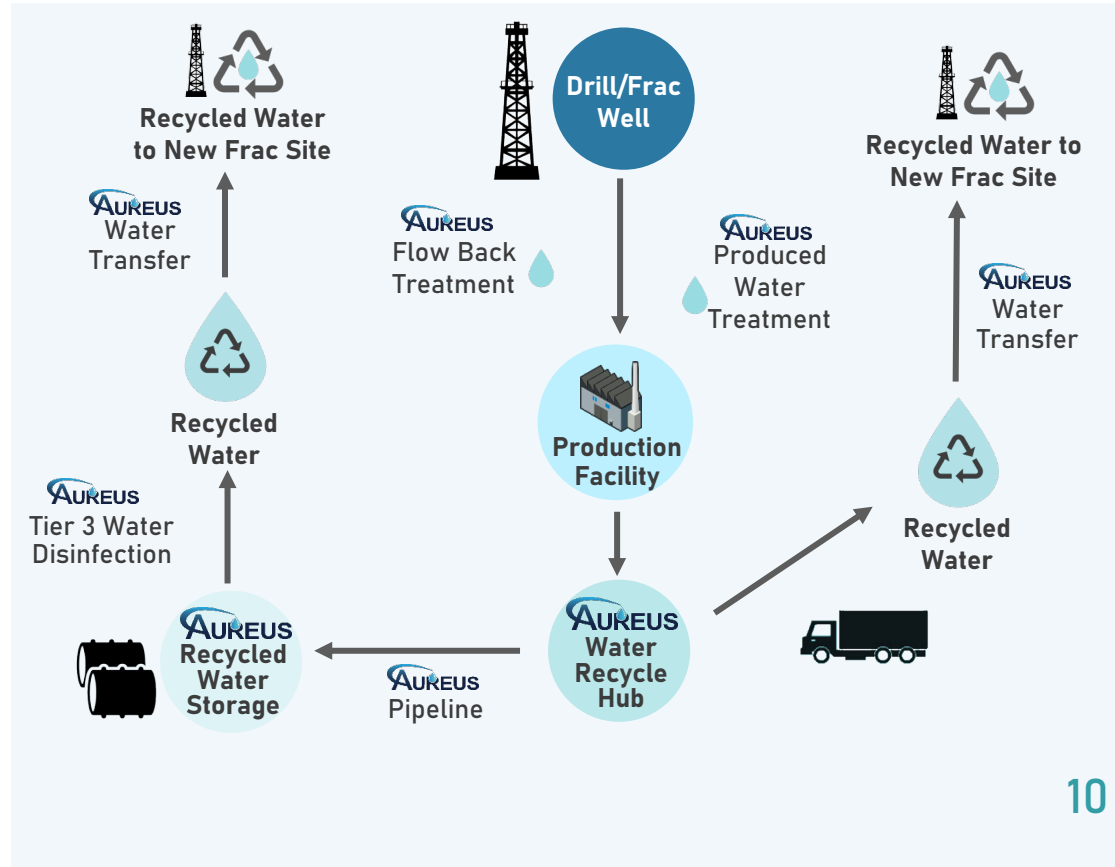 Recycled Water
to New Frac Site
AUREUS
Water
Transfer
Recycled
Water
AUREUS
Tier 3 Water
Disinfection
AUREUS
Recycled
Water
Storage
AUREUS
Pipeline
Drill/Frac
Well
AUREUS
Flow Back
Treatment
AUREUS
Produced
Water
Treatment
Production
Facility
AUREUS
Water
Recycle
Hub
Recycled Water to
New Frac Site
AUREUS
Water
Transfer
Recycled
Water
10